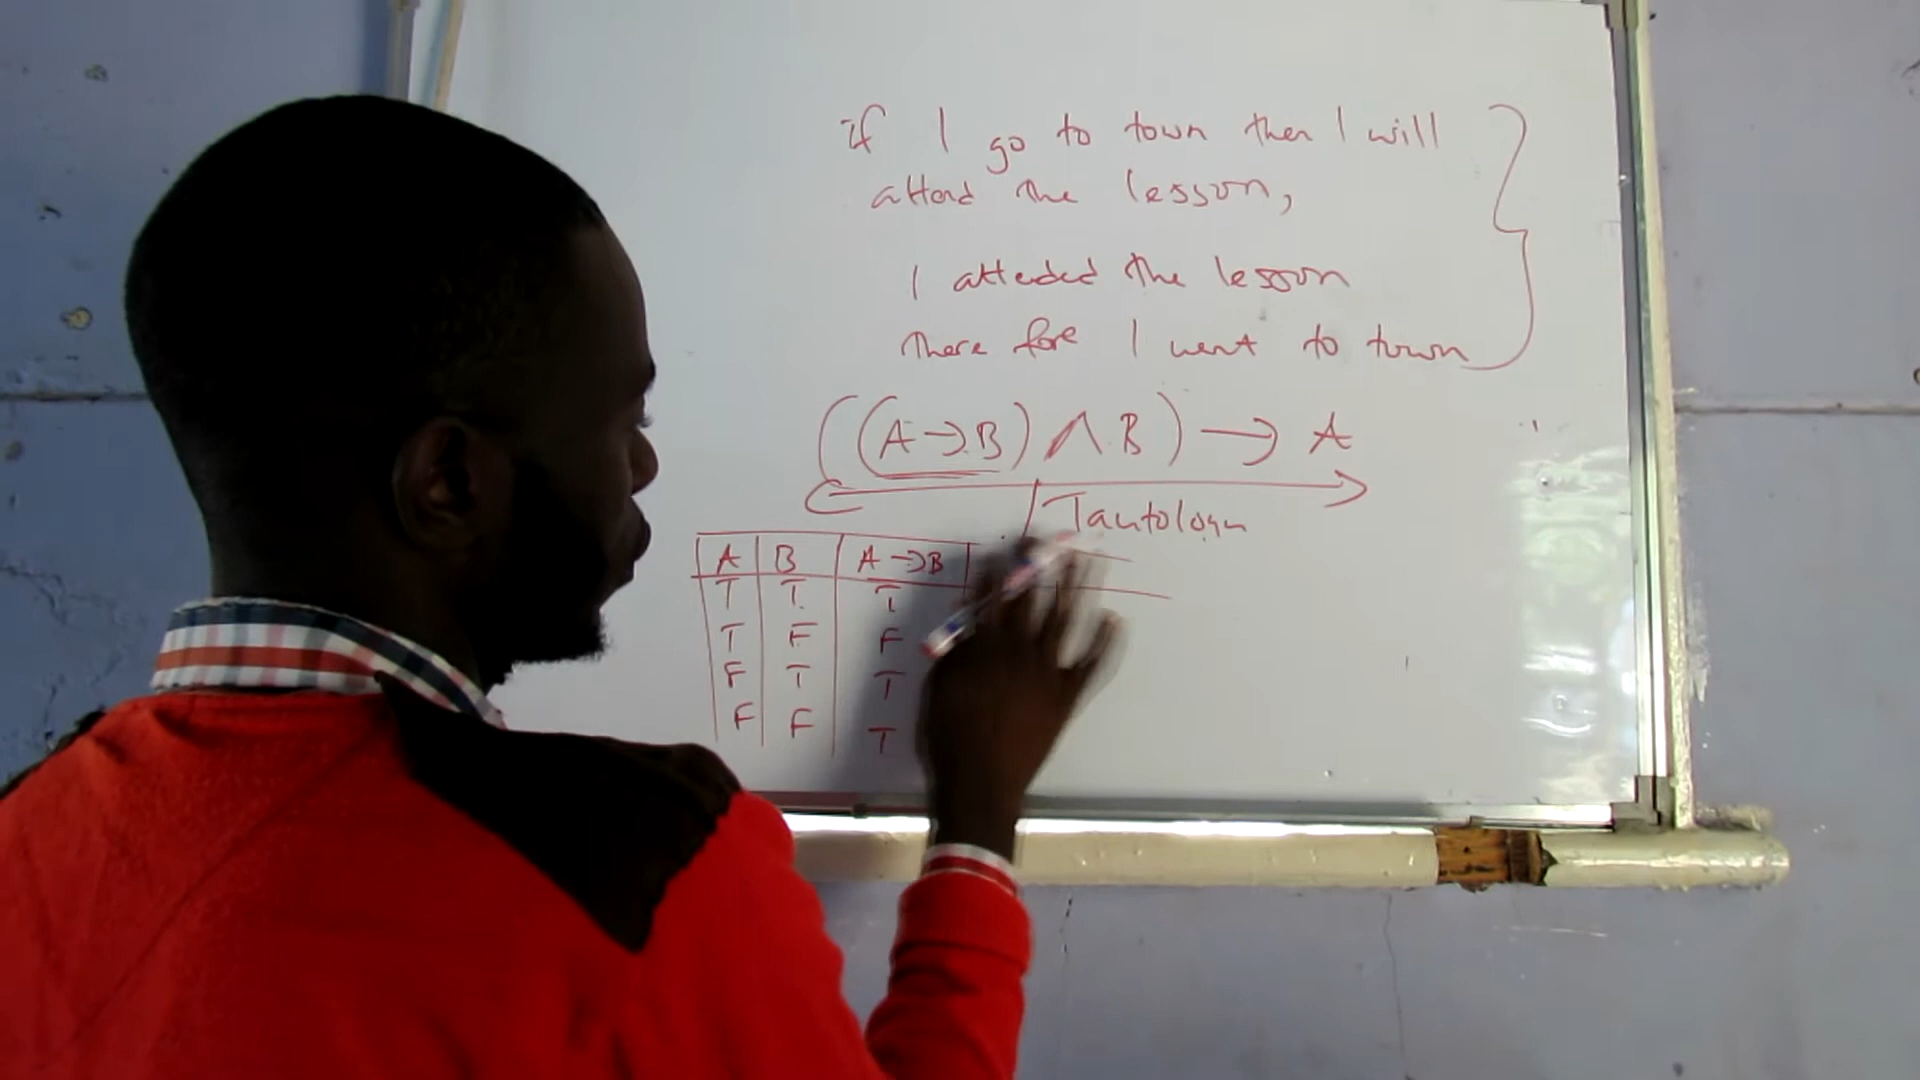 if I go to town then I will
attend the lesson,
I attended the lesson
There fore I went to town
((A → B) ∧ B) → A
Tautology
A B A → B
T T T
T F F
F T T
F F T